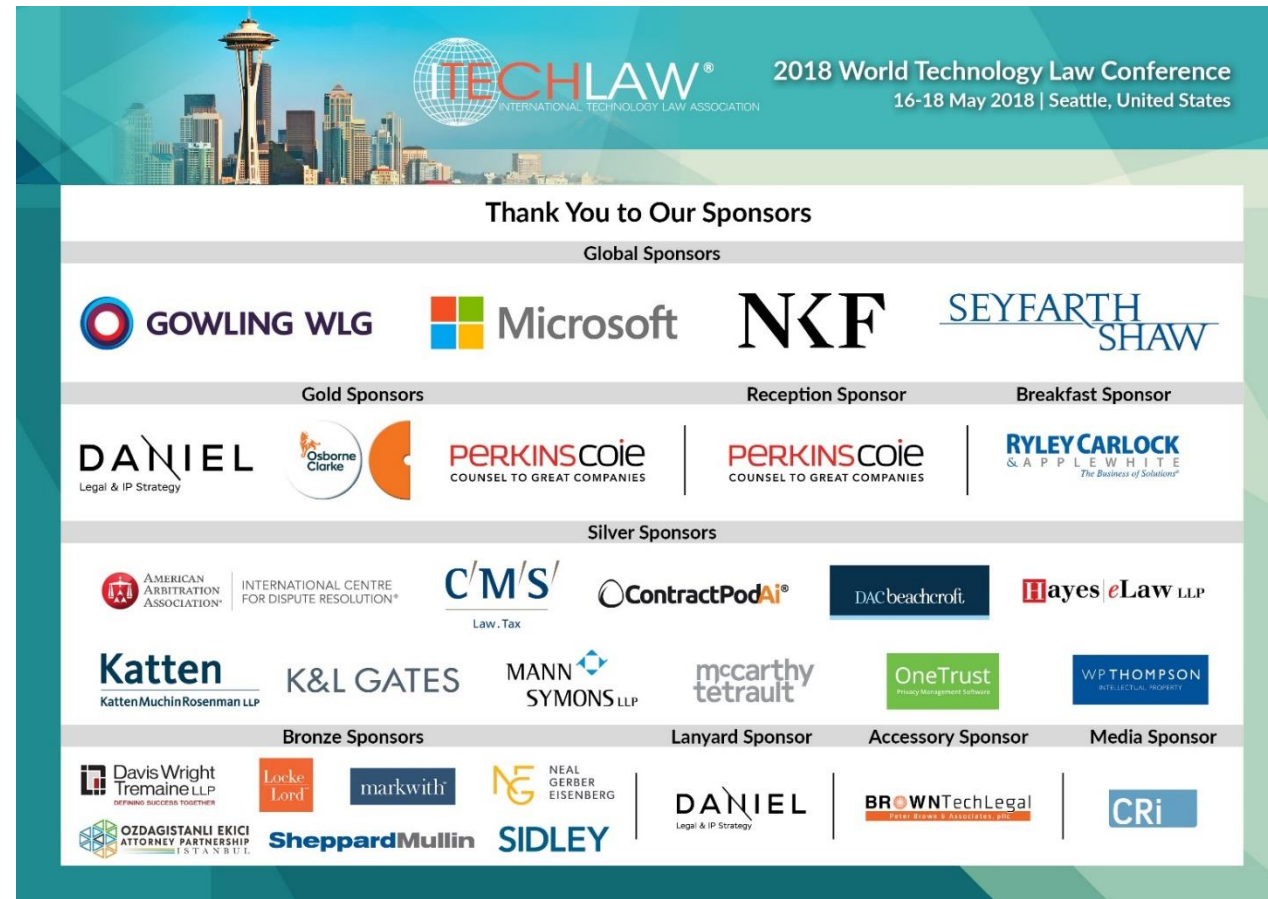 ITECHLAW®
INTERNATIONAL TECHNOLOGY LAW ASSOCIATION
2018 World Technology Law Conference
16-18 May 2018 | Seattle, United States
Thank You to Our Sponsors
Global Sponsors
GOWLING WLG
Microsoft
NKF
SEYFARTH
SHAW
Gold Sponsors
Reception Sponsor
Breakfast Sponsor
DANIEL
Legal & IP Strategy
Osborne
Clarke
PERKINSCOIE
COUNSEL TO GREAT COMPANIES
PERKINSCOIE
COUNSEL TO GREAT COMPANIES
RYLEY CARLOCK
& APPLEWHITE
The Business of Solutions®
Silver Sponsors
AMERICAN
ARBITRATION
ASSOCIATION®
INTERNATIONAL CENTRE
FOR DISPUTE RESOLUTION®
C/M/S/
Law.Tax
ContractPodAi®
DAC beachcroft
Hayes|eLaw LLP
Katten
KattenMuchinRosenman LLP
K&L GATES
MANN
SYMONS LLP
mccarthy
tetrault
OneTrust
Privacy Management Software
WPTHOMPSON
INTELLECTUAL PROPERTY
Bronze Sponsors
Lanyard Sponsor
Accessory Sponsor
Media Sponsor
Davis Wright
Tremaine LLP
DEFINING SUCCESS TOGETHER
Locke
Lord
markwith
NG
NEAL
GERBER
EISENBERG
OZDAGISTANLI EKICI
ATTORNEY PARTNERSHIP
ISTANBUL
SheppardMullin
SIDLEY
DANIEL
Legal & IP Strategy
BROWNTechLegal
Peter Brown & Associates, pllc
CRi